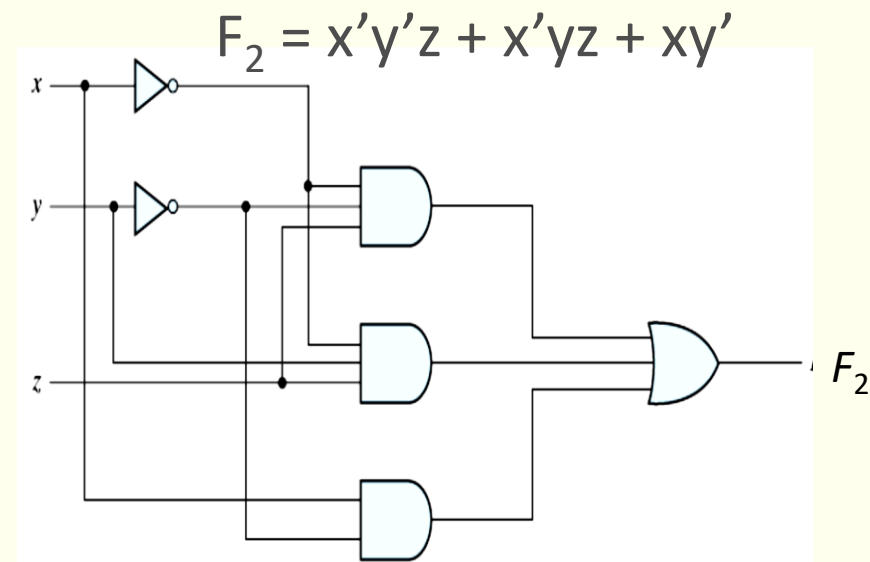 F₂ = x′y′z + x′yz + xy′
x
y
z
F₂